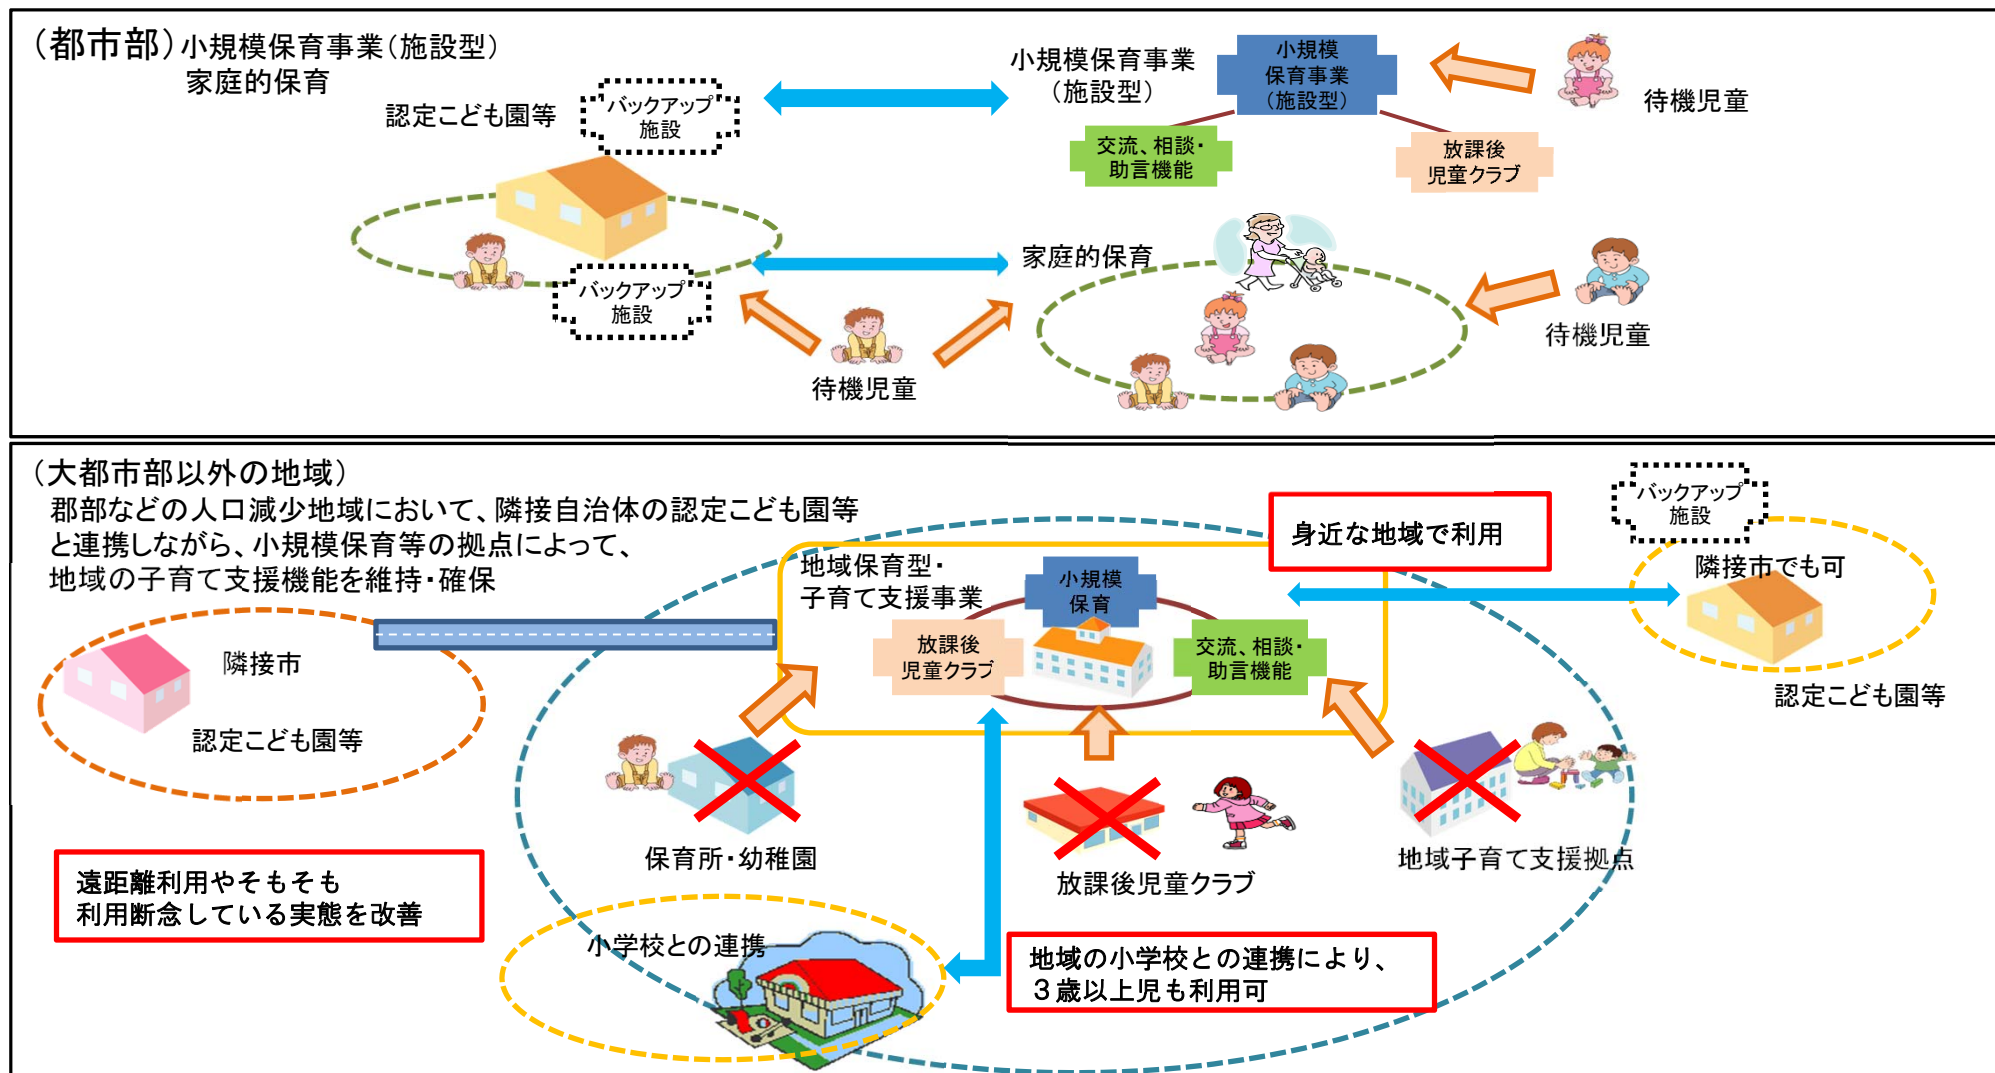 （都市部）小規模保育事業（施設型）
家庭的保育
認定こども園等
バックアップ
施設
小規模保育事業
（施設型）
小規模
保育事業
（施設型）
待機児童
交流、相談・
助言機能
放課後
児童クラブ
バックアップ
施設
家庭的保育
待機児童
待機児童
（大都市部以外の地域）
郡部などの人口減少地域において、隣接自治体の認定こども園等
と連携しながら、小規模保育等の拠点によって、
地域の子育て支援機能を維持・確保
身近な地域で利用
バックアップ
施設
隣接市でも可
認定こども園等
地域保育型・
子育て支援事業
小規模
保育
放課後
児童クラブ
交流、相談・
助言機能
隣接市
認定こども園等
保育所・幼稚園
放課後児童クラブ
地域子育て支援拠点
遠距離利用やそもそも
利用断念している実態を改善
小学校との連携
地域の小学校との連携により、
３歳以上児も利用可